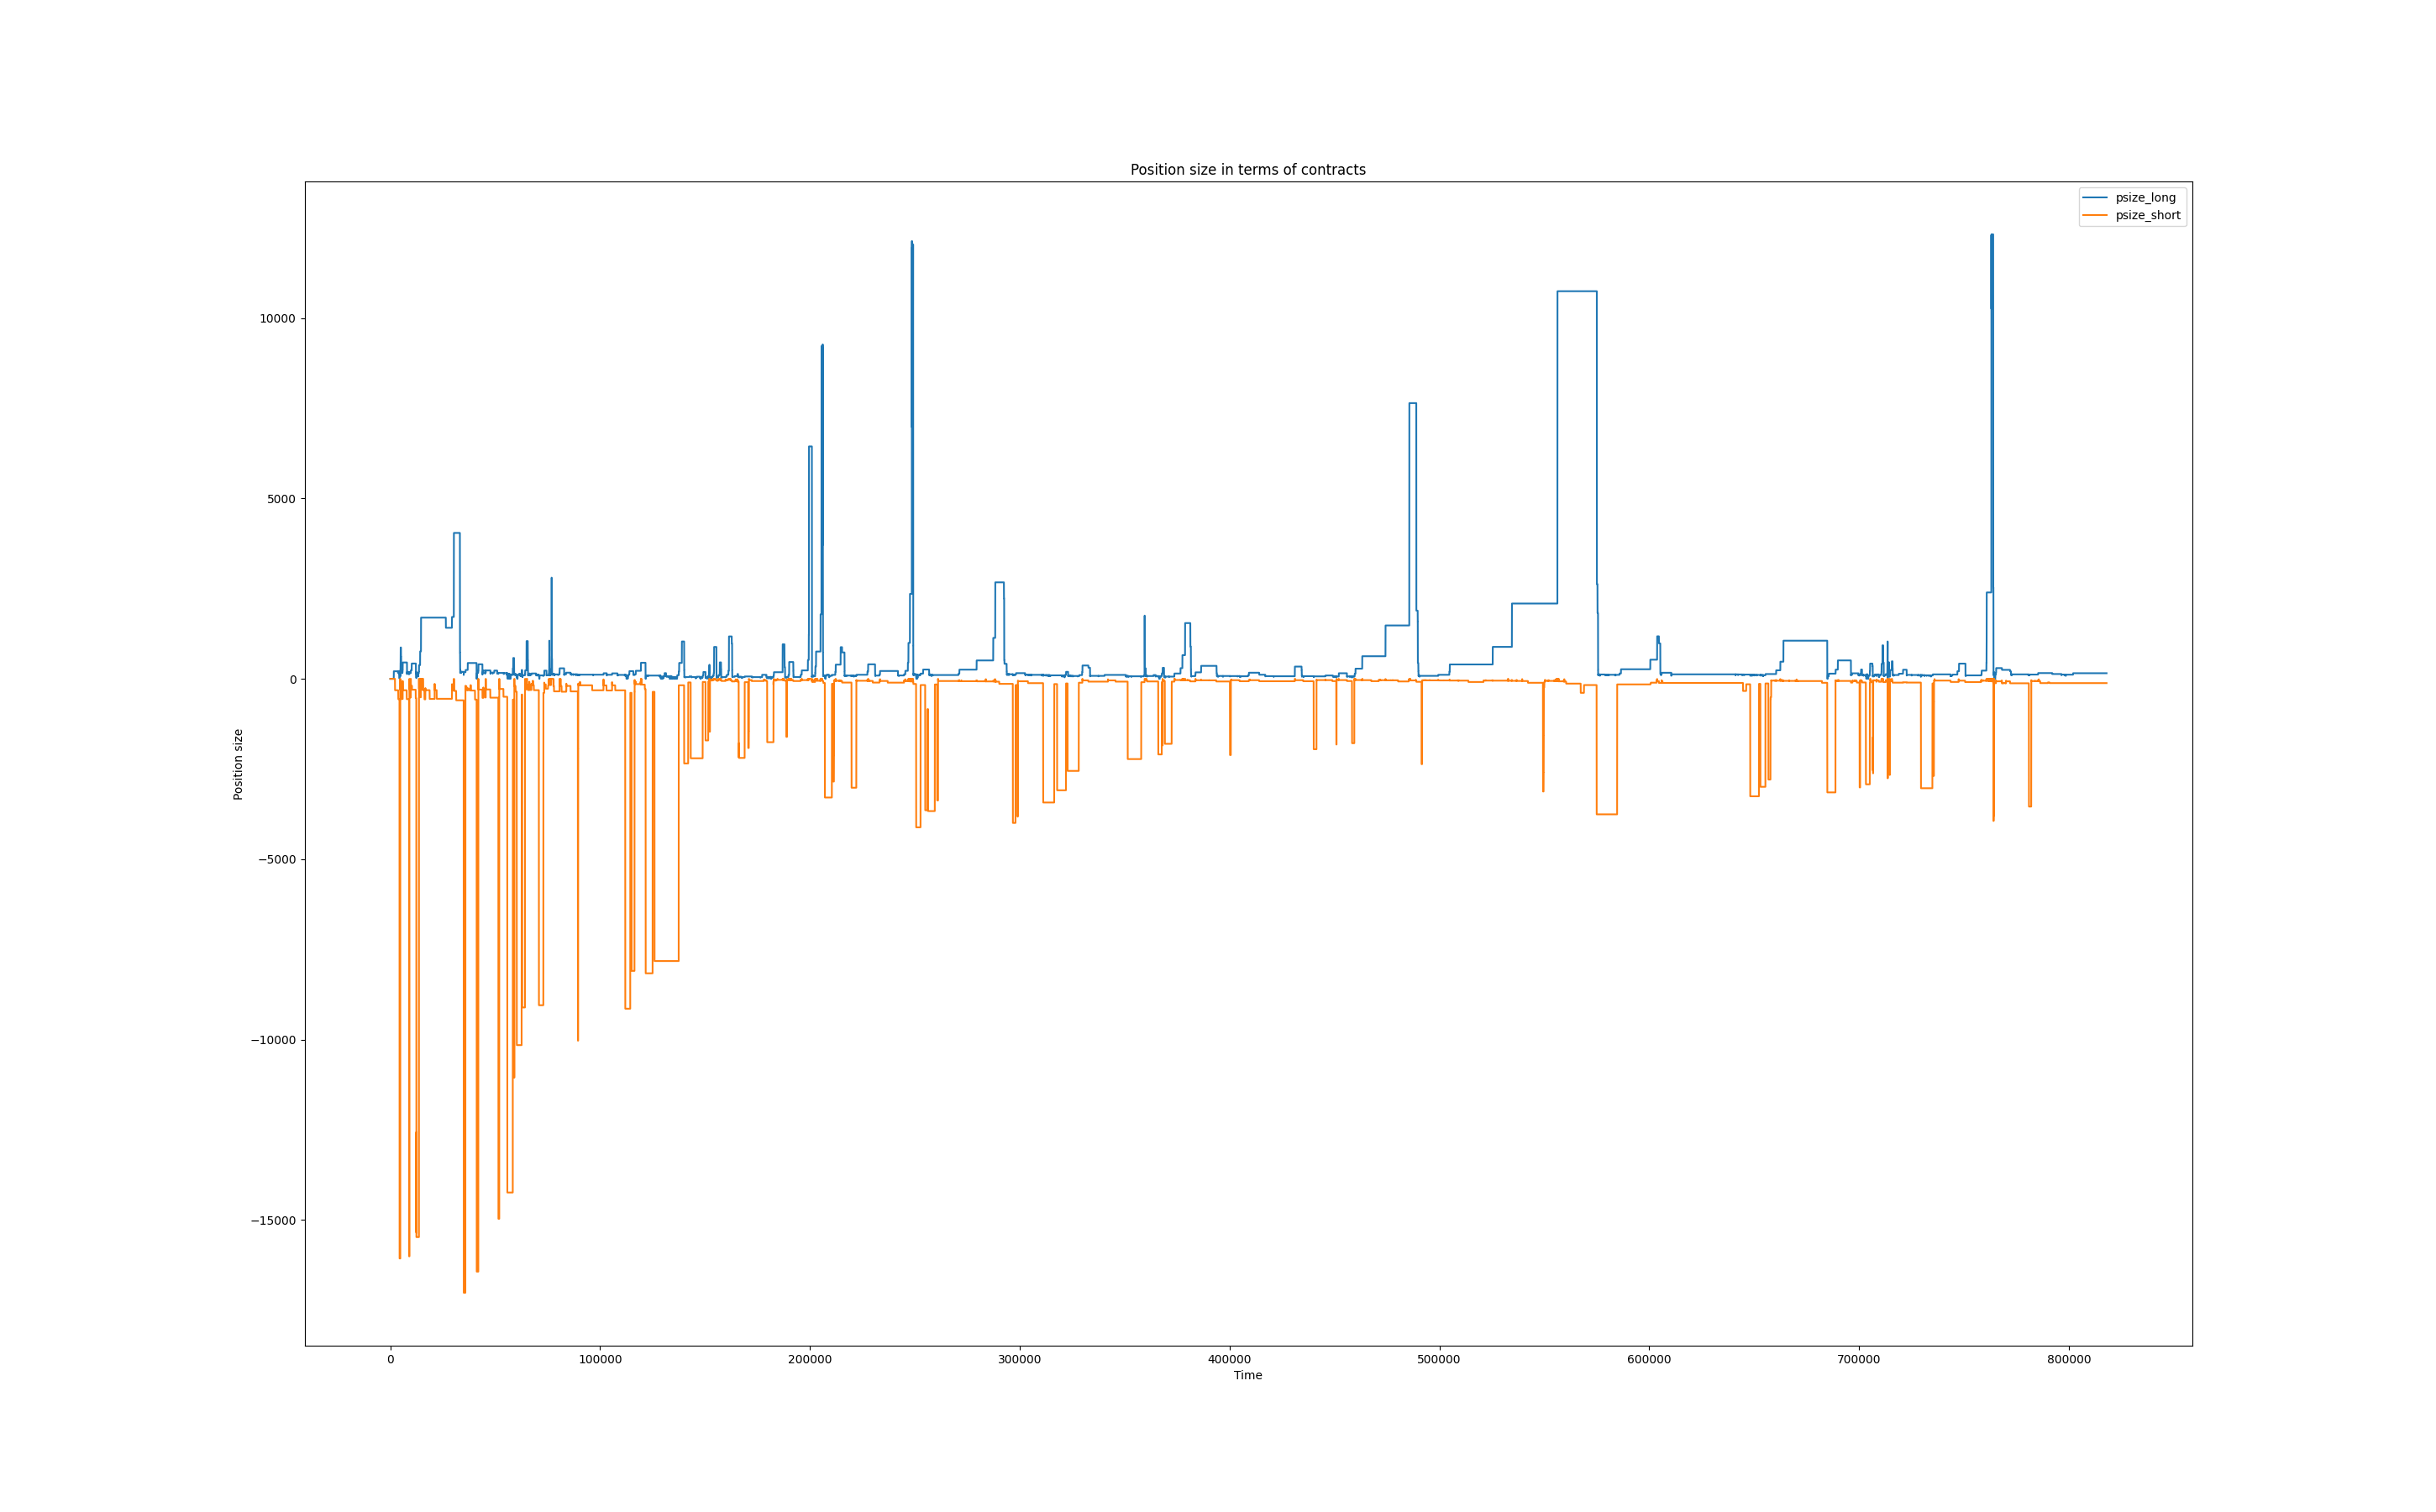 Position size in terms of contracts
psize_long
psize_short
10000
5000
0
−5000
−10000
−15000
Position size
0 100000 200000 300000 400000 500000 600000 700000 800000
Time